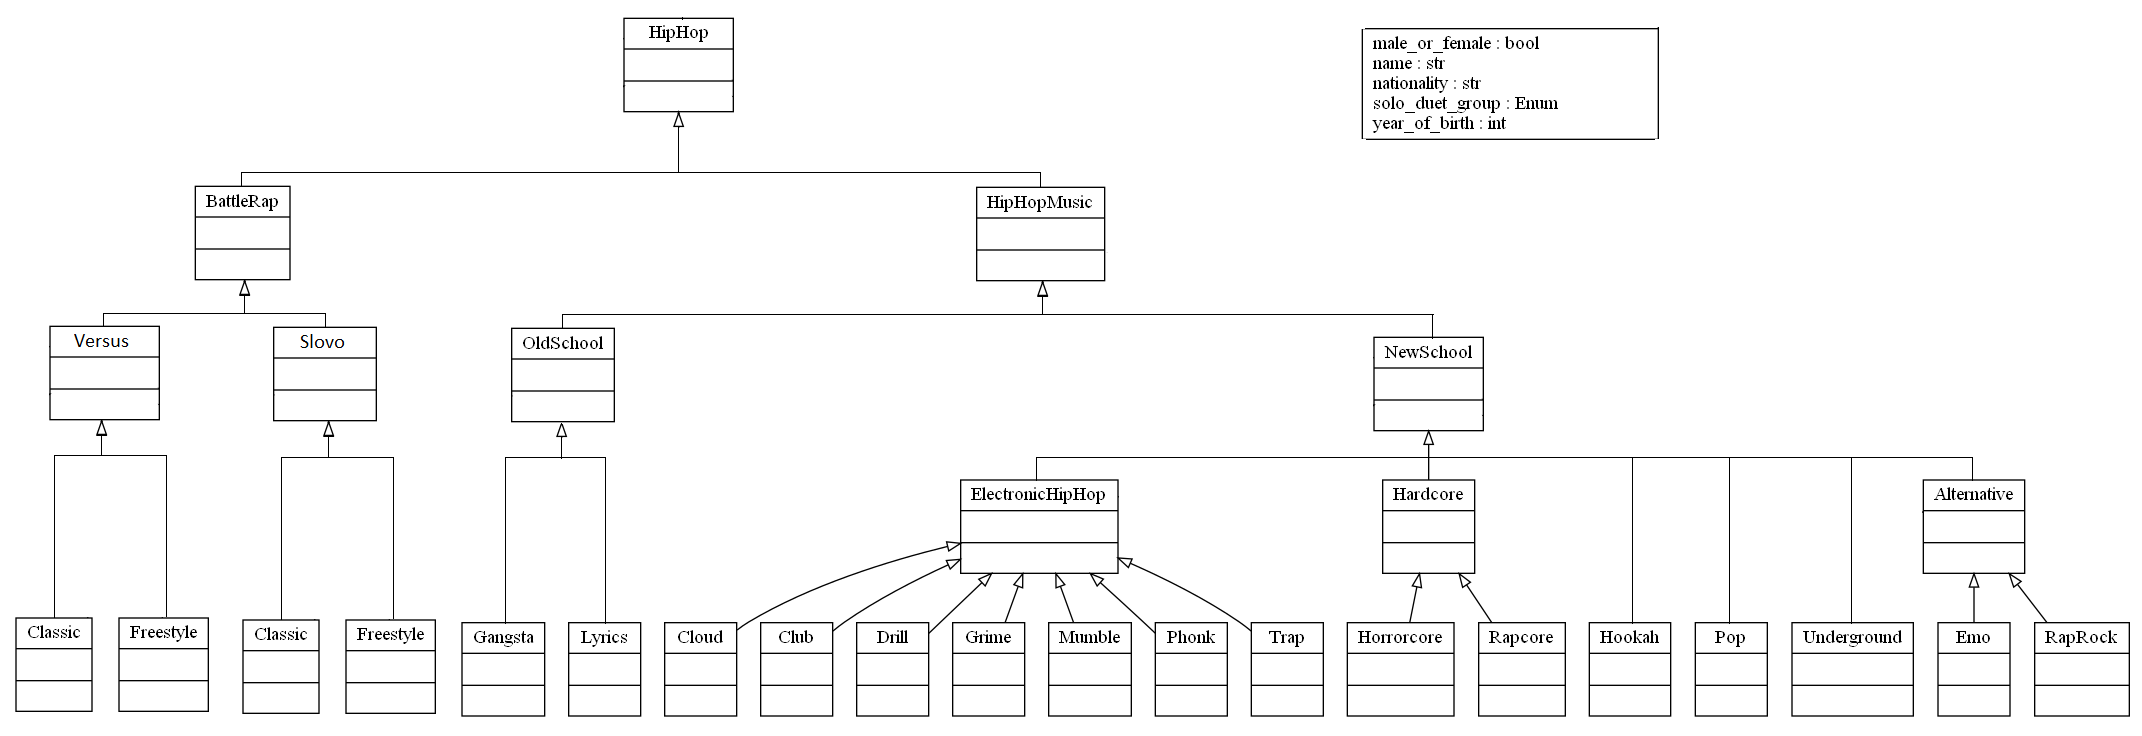 HipHop
male_or_female : bool
name : str
nationality : str
solo_duet_group : Enum
year_of_birth : int
BattleRap
HipHopMusic
Versus
Slovo
OldSchool
NewSchool
ElectronicHipHop
Hardcore
Alternative
Classic
Freestyle
Classic
Freestyle
Gangsta
Lyrics
Cloud
Club
Drill
Grime
Mumble
Phonk
Trap
Horrorcore
Rapcore
Hookah
Pop
Underground
Emo
RapRock